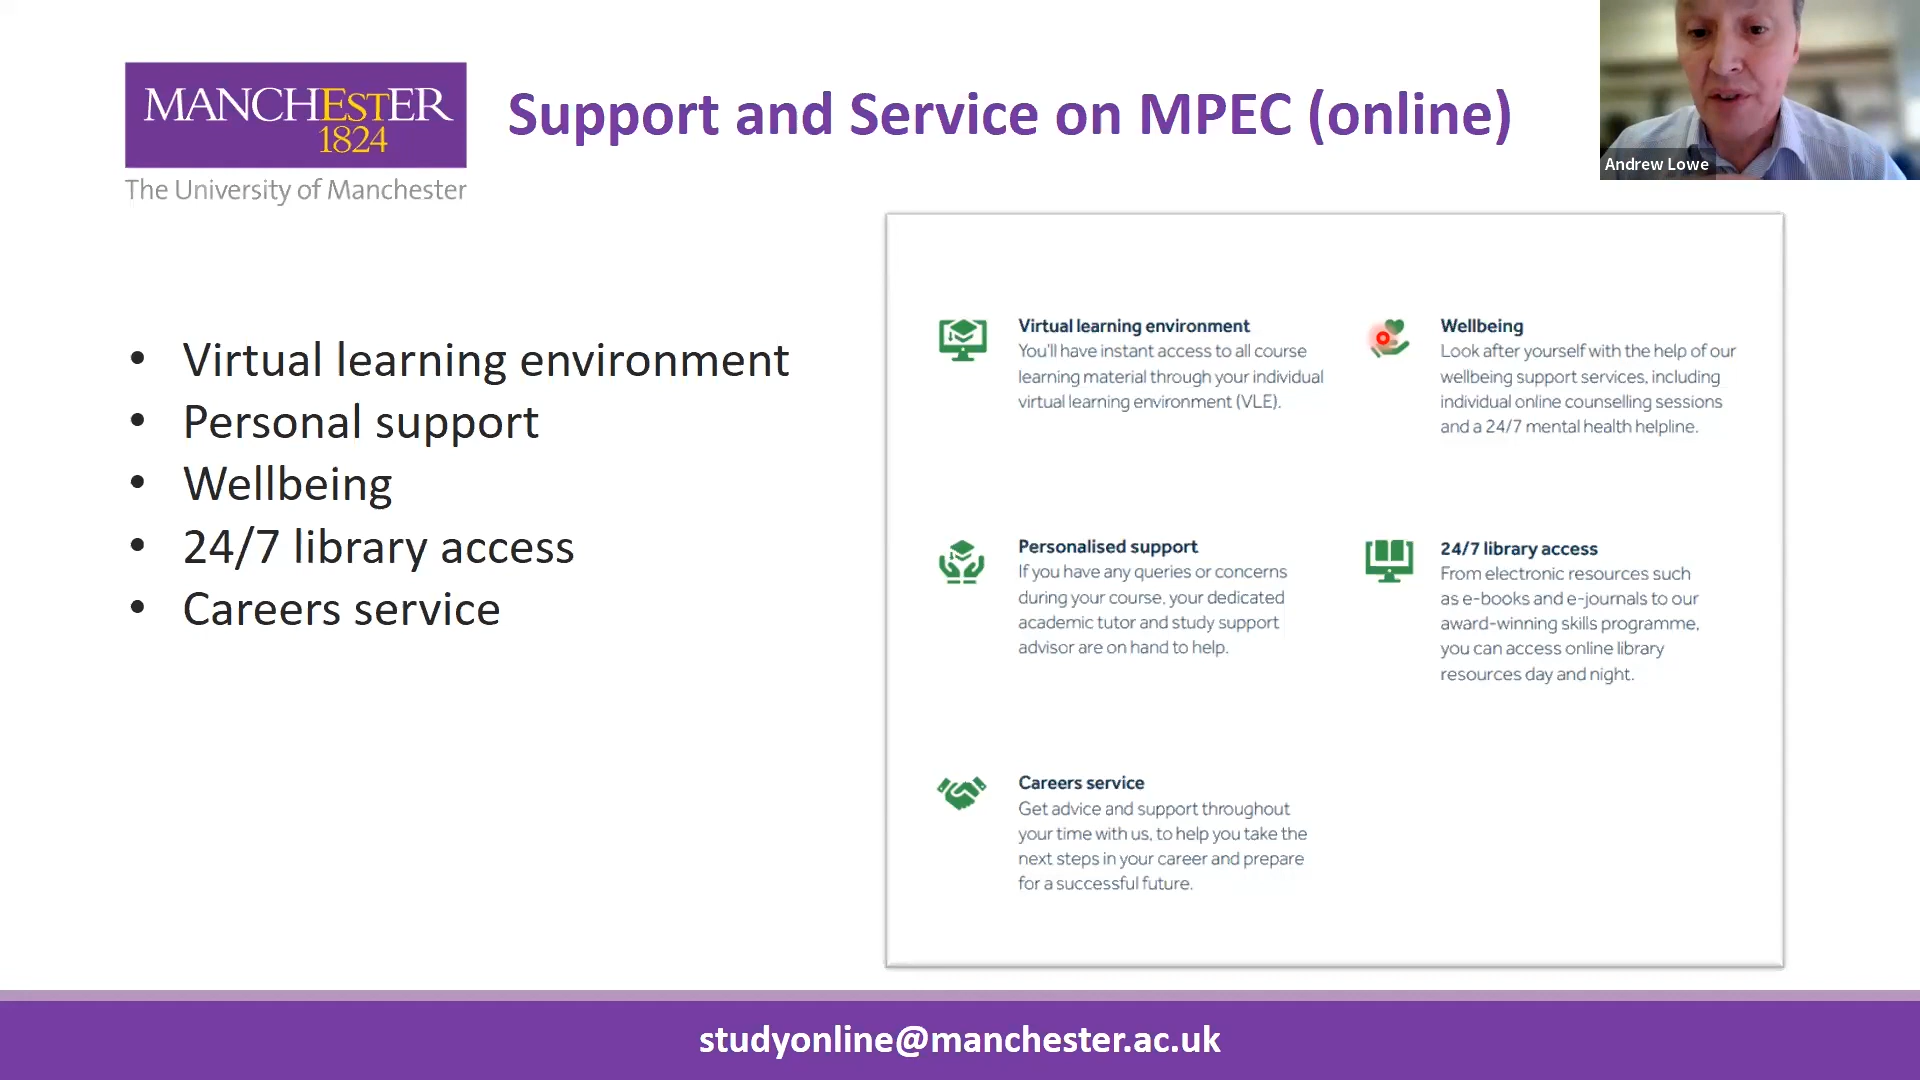 MANCHESTER
1824
The University of Manchester
Support and Service on MPEC (online)
Andrew Lowe
• Virtual learning environment
• Personal support
• Wellbeing
• 24/7 library access
• Careers service
Virtual learning environment
You'll have instant access to all course
learning material through your individual
virtual learning environment (VLE).
Wellbeing
Look after yourself with the help of our
wellbeing support services, including
individual online counselling sessions
and a 24/7 mental health helpline.
Personalised support
If you have any queries or concerns
during your course, your dedicated
academic tutor and study support
advisor are on hand to help.
24/7 library access
From electronic resources such
as e-books and e-journals to our
award-winning skills programme,
you can access online library
resources day and night.
Careers service
Get advice and support throughout
your time with us, to help you take the
next steps in your career and prepare
for a successful future.
studyonline@manchester.ac.uk